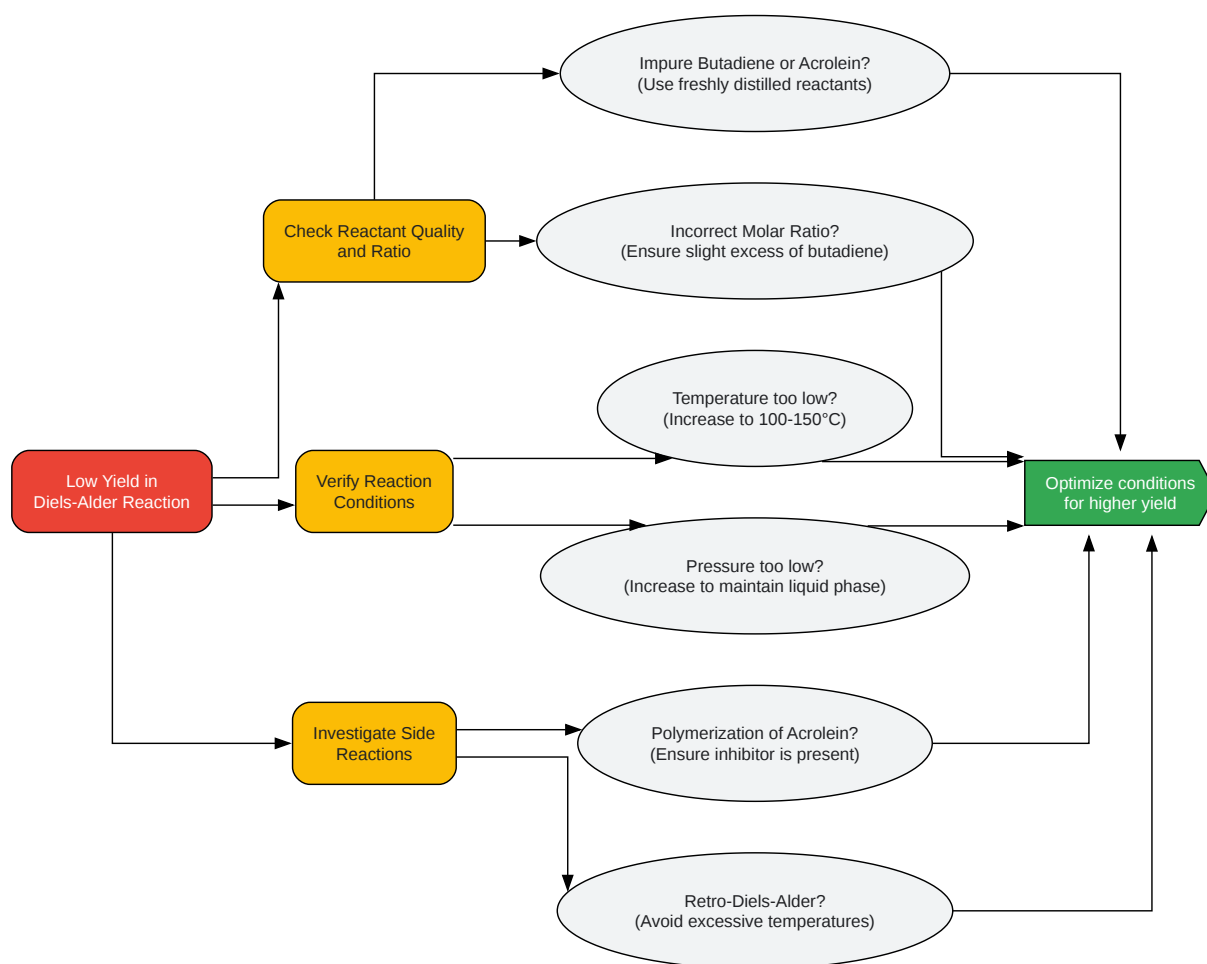 Impure Butadiene or Acrolein?
(Use freshly distilled reactants)
Check Reactant Quality
and Ratio
Incorrect Molar Ratio?
(Ensure slight excess of butadiene)
Temperature too low?
(Increase to 100-150°C)
Low Yield in
Diels-Alder Reaction
Verify Reaction
Conditions
Optimize conditions
for higher yield
Pressure too low?
(Increase to maintain liquid phase)
Investigate Side
Reactions
Polymerization of Acrolein?
(Ensure inhibitor is present)
Retro-Diels-Alder?
(Avoid excessive temperatures)